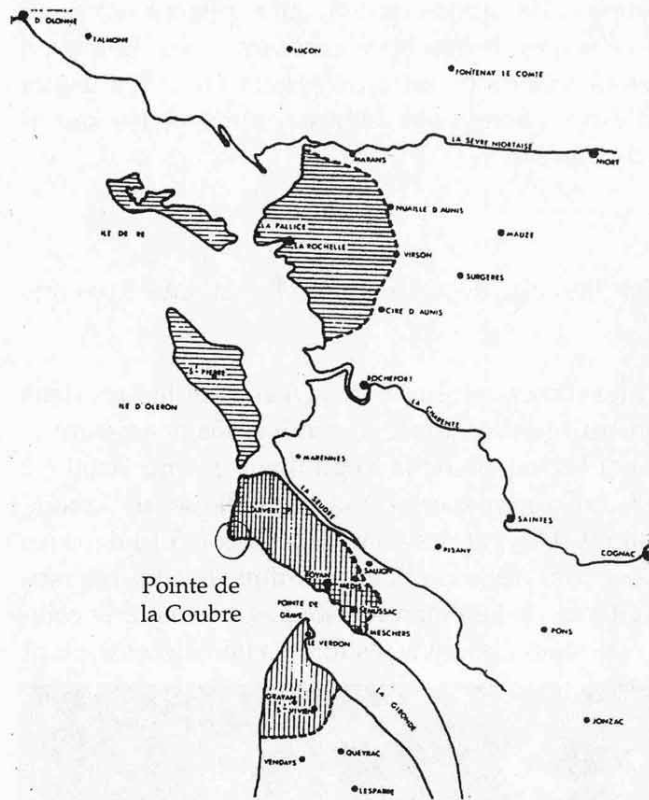 D. OLONNE
TALMONT
LUCON
FONTENAY LE COMTE
LA SÈVRE NIORTAISE
MARANS
NIORT
NUAILLE D'AUNIS
ILE DE RE
LA PALLICE
LA ROCHELLE
MAUZE
VIRSON
SURGERES
CIRE D'AUNIS
ROCHEFORT
ST PIERRE
ILE D'OLERON
CHARENTE
MARENNES
LA SEUDRE
ARVERT
SAINTES
COGNAC
PISANY
SAUJON
ROYAN
MEDIS
Pointe de
la Coubre
POINTE DE
GRAVE
LE VERDON
MESCHERS
PONS
GRAYAN
ST VIVIEN
GIRONDE
JONZAC
QUEYRAC
VENDAYS
LESPARRE